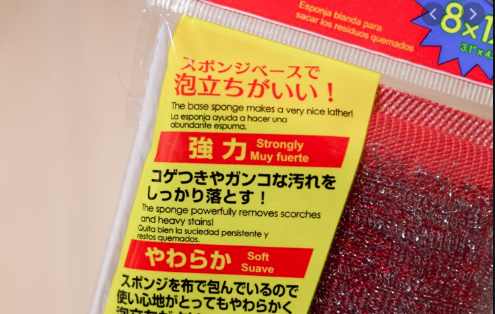 Esponja blanda para
sacar los residuos quemados
8×1
3.1"×4
スポンジベースで
泡立ちがいい！
The base sponge makes a very nice lather!
La esponja ayuda a hacer una
abundante espuma.
強力 Strongly
Muy fuerte
コゲつきやガンコな汚れを
しっかり落とす！
The sponge powerfully removes scorches
and heavy stains!
Quita bien la suciedad persistente y
restos quemados.
やわらか Soft
Suave
スポンジを布で包んでいるので
使い心地がとってもやわらかく